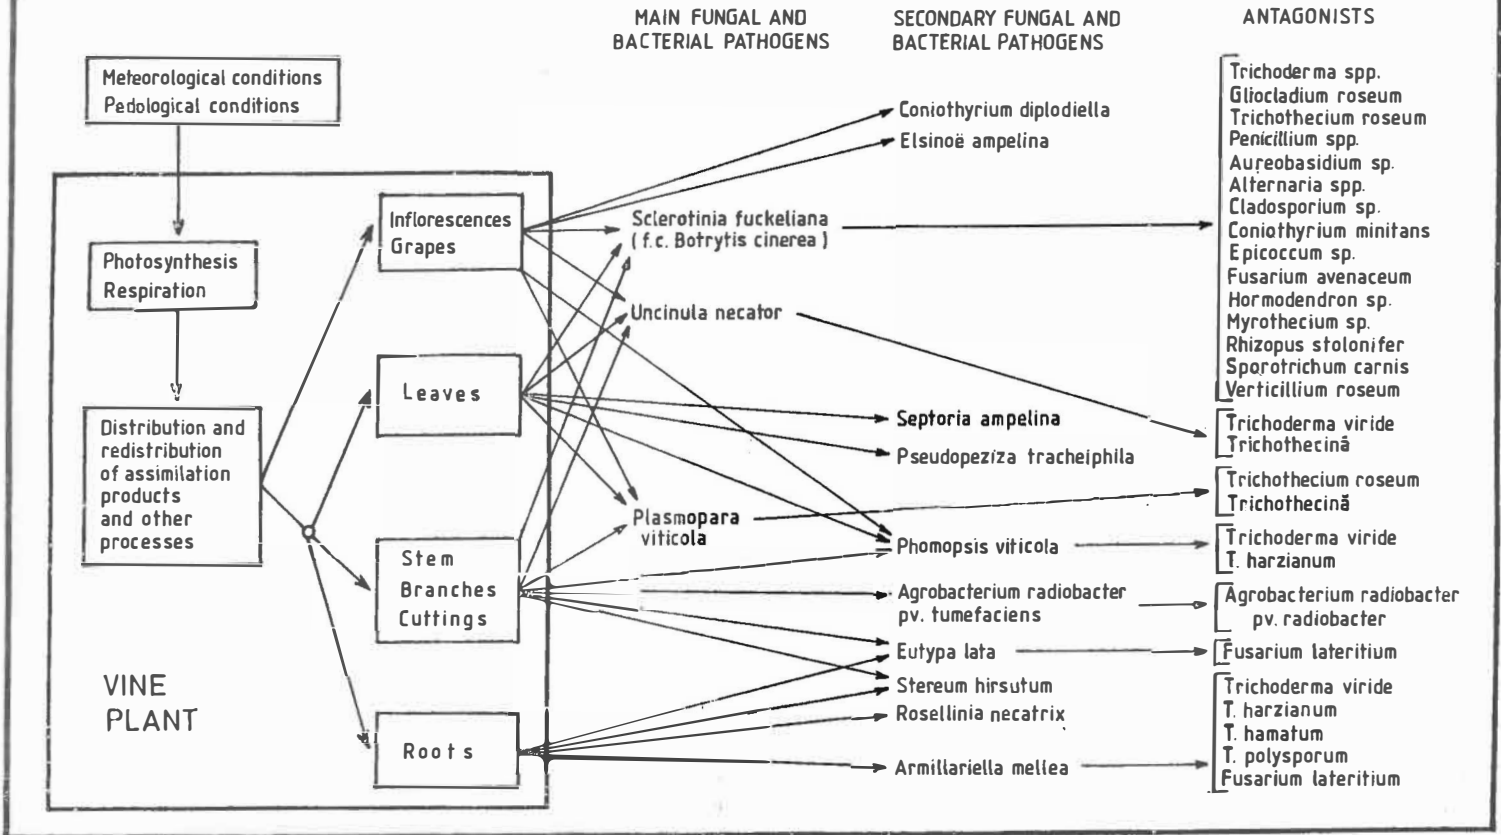 MAIN FUNGAL AND
BACTERIAL PATHOGENS
SECONDARY FUNGAL AND
BACTERIAL PATHOGENS
ANTAGONISTS
Meteorological conditions
Pedological conditions
Photosynthesis
Respiration
Distribution and
redistribution
of assimilation
products
and other
processes
VINE
PLANT
Inflorescences
Grapes
Leaves
Stem
Branches
Cuttings
Roots
Sclerotinia fuckeliana
(f.c. Botrytis cinerea)
Uncinula necator
Plasmopara
viticola
Coniothyrium diplodiella
Elsinoë ampelina
Septoria ampelina
Pseudopeziza tracheiphila
Phomopsis viticola
Agrobacterium radiobacter
pv. tumefaciens
Eutypa lata
Stereum hirsutum
Rosellinia necatrix
Armillariella mellea
Trichoderma spp.
Gliocladium roseum
Trichothecium roseum
Penicillium spp.
Aureobasidium sp.
Alternaria spp.
Cladosporium sp.
Coniothyrium minitans
Epicoccum sp.
Fusarium avenaceum
Hormodendron sp.
Myrothecium sp.
Rhizopus stolonifer
Sporotrichum carnis
Verticillium roseum
Trichoderma viride
Trichothecină
Trichothecium roseum
Trichothecină
Trichoderma viride
T. harzianum
Agrobacterium radiobacter
pv. radiobacter
Fusarium lateritium
Trichoderma viride
T. harzianum
T. hamatum
T. polysporum
Fusarium lateritium